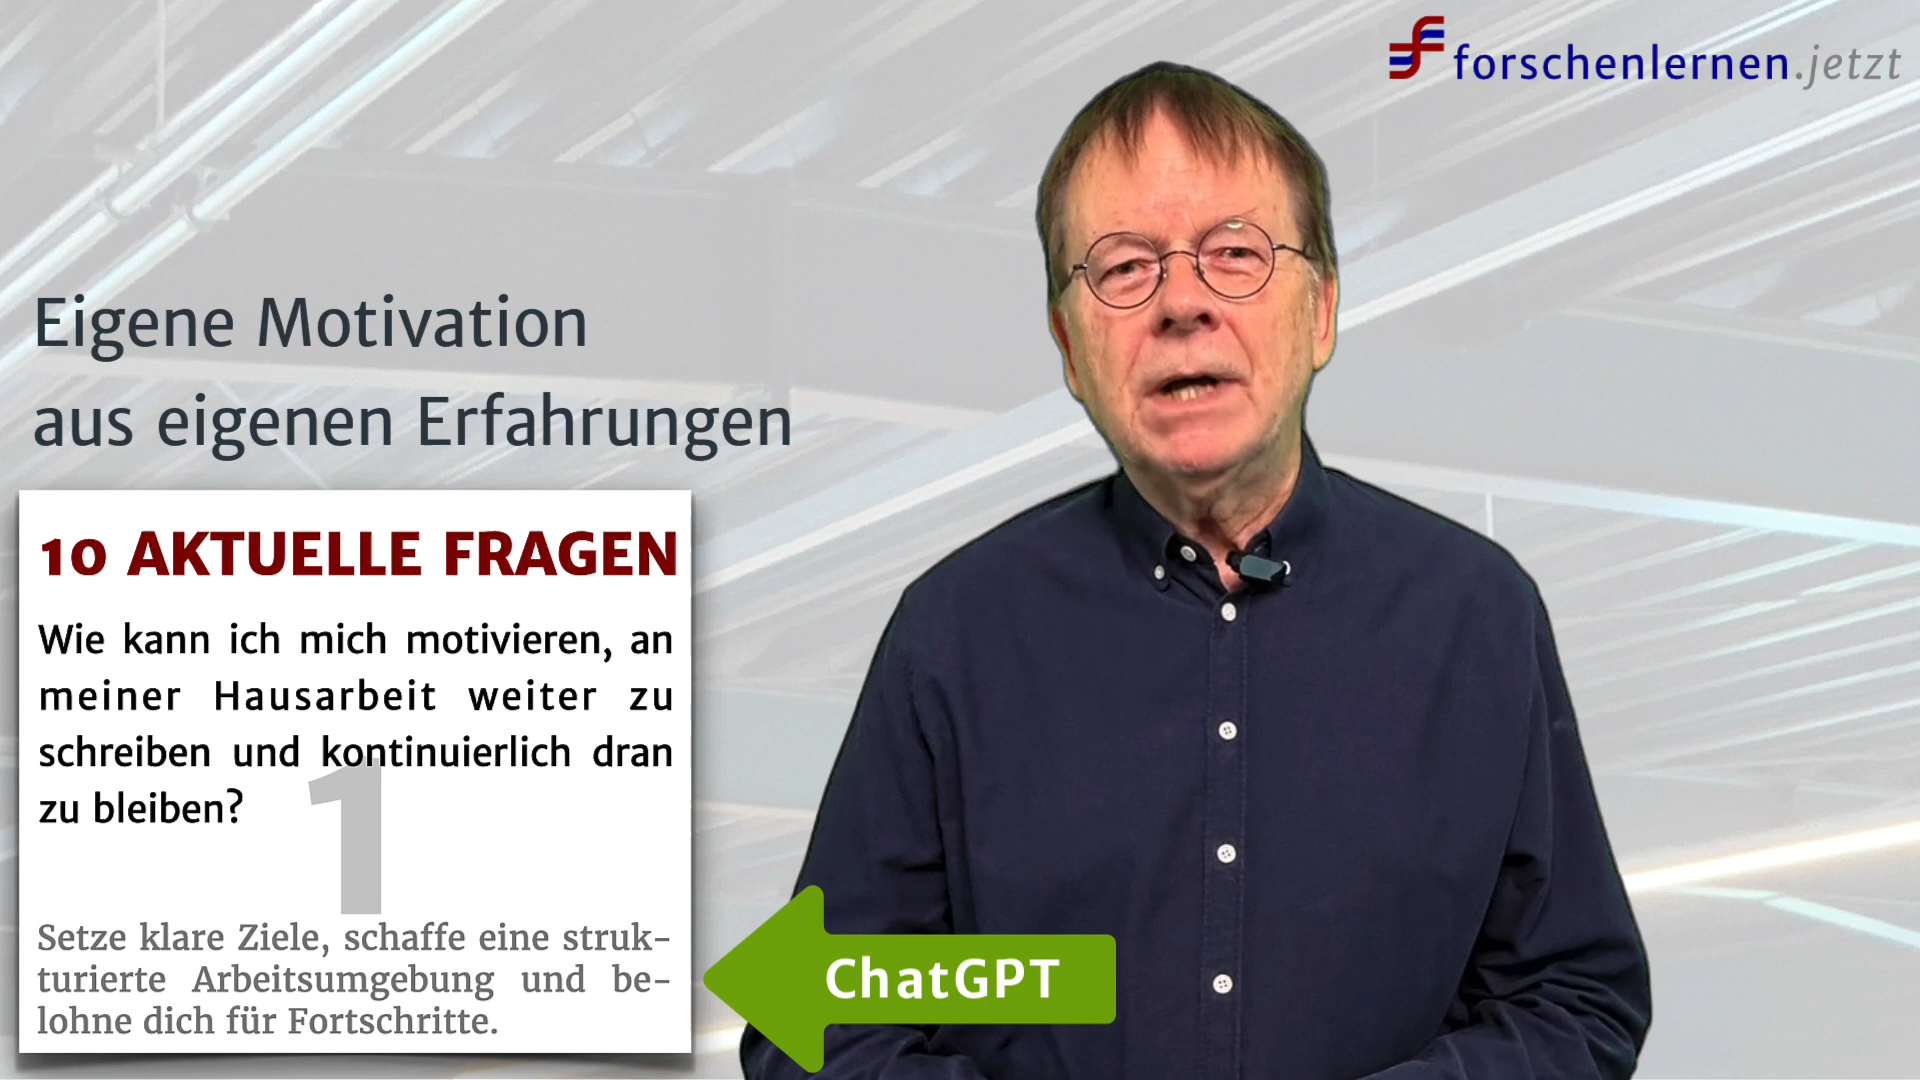 forschenlernen.jetzt
Eigene Motivation
aus eigenen Erfahrungen
10 AKTUELLE FRAGEN
Wie kann ich mich motivieren, an
meiner Hausarbeit weiter zu
schreiben und kontinuierlich dran
zu bleiben?
1
Setze klare Ziele, schaffe eine struk-
turierte Arbeitsumgebung und be-
lohne dich für Fortschritte.
ChatGPT